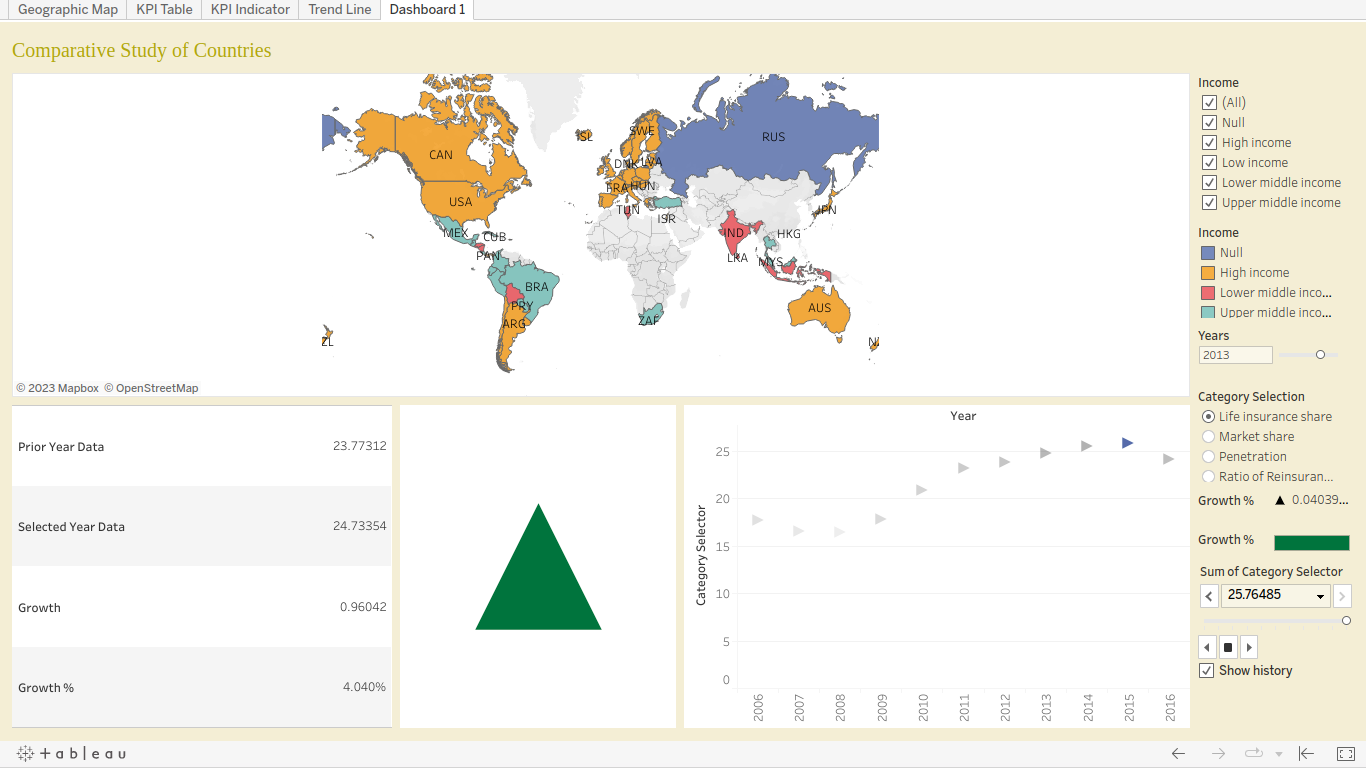 Geographic Map KPI Table KPI Indicator Trend Line Dashboard 1
Comparative Study of Countries
CAN
USA
MEX
CUB
PAN
BRA
PRY
ARG
ISL
SWE
DNK
LVA
FRA
HUN
TUN
ISR
RUS
IND
LKA
HKG
MYS
JPN
ZAF
AUS
ZL
N
© 2023 Mapbox © OpenStreetMap
Income
(All)
Null
High income
Low income
Lower middle income
Upper middle income
Income
Null
High income
Lower middle inco...
Upper middle inco...
Years
2013
Category Selection
Life insurance share
Market share
Penetration
Ratio of Reinsuran...
Growth % ▲ 0.04039...
Growth %
Sum of Category Selector
25.76485
Show history
Prior Year Data 23.77312
Selected Year Data 24.73354
Growth 0.96042
Growth % 4.040%
Year
Category Selector
25
20
15
10
5
0
2006 2007 2008 2009 2010 2011 2012 2013 2014 2015 2016
+ a b l e a u